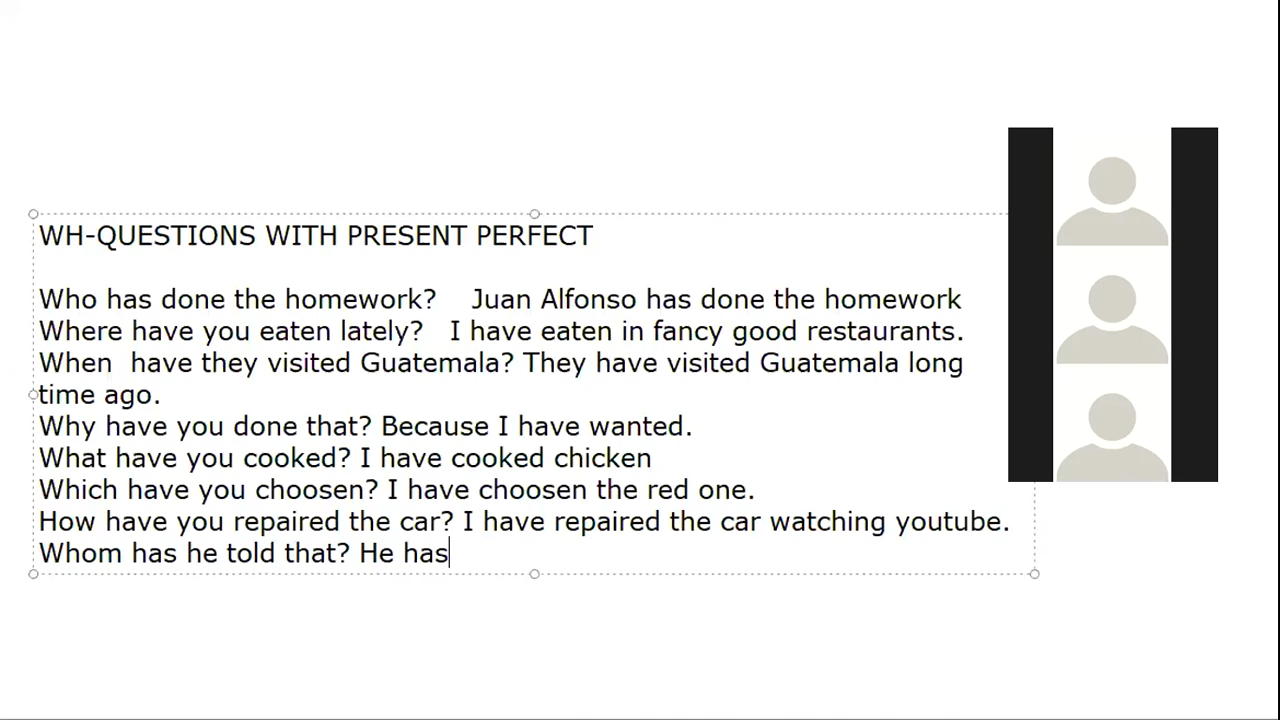 WH-QUESTIONS WITH PRESENT PERFECT
Who has done the homework? Juan Alfonso has done the homework
Where have you eaten lately? I have eaten in fancy good restaurants.
When have they visited Guatemala? They have visited Guatemala long
time ago.
Why have you done that? Because I have wanted.
What have you cooked? I have cooked chicken
Which have you choosen? I have choosen the red one.
How have you repaired the car? I have repaired the car watching youtube.
Whom has he told that? He has